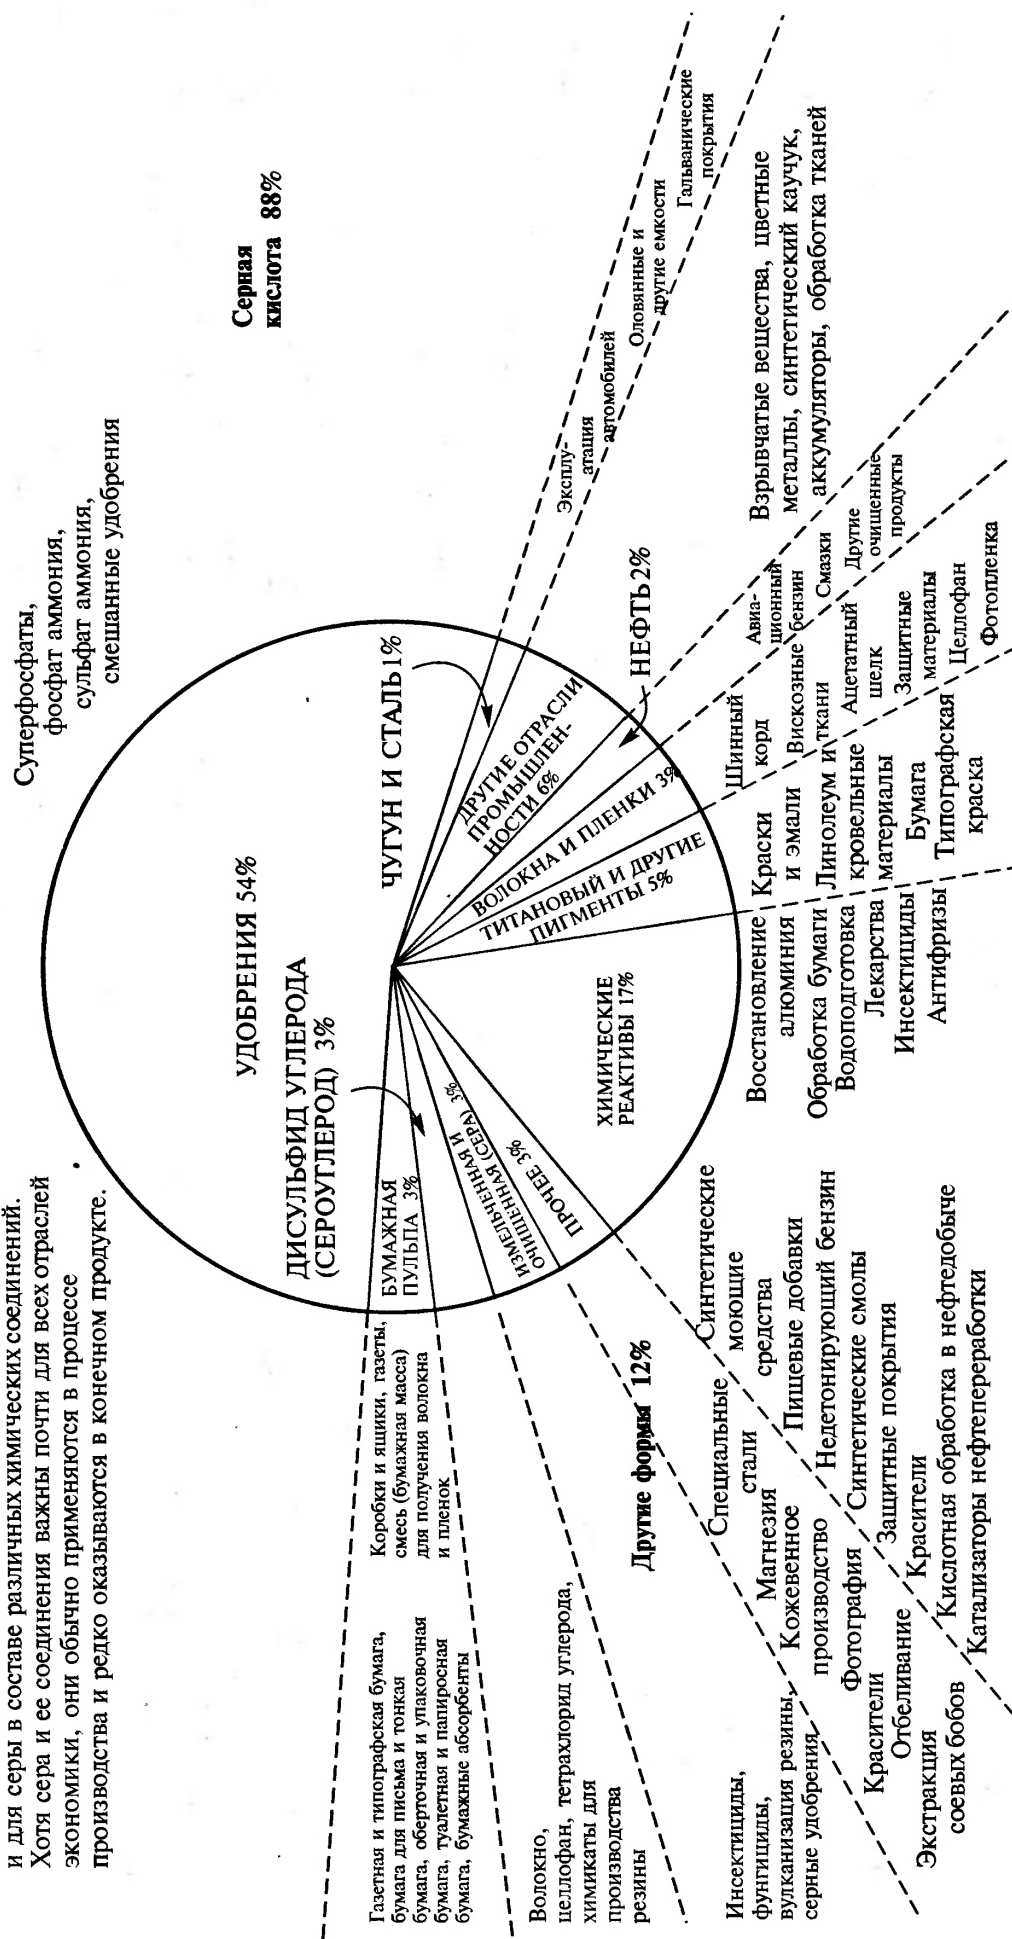 и для серы в составе различных химических соединений.
Хотя сера и ее соединения важны почти для всех отраслей
экономики, они обычно применяются в процессе
производства и редко оказываются в конечном продукте.
Суперфосфаты,
фосфат аммония,
сульфат аммония,
смешанные удобрения
Серная
кислота 88%
УДОБРЕНИЯ 54%
ДИСУЛЬФИД УГЛЕРОДА
(СЕРОУГЛЕРОД) 3%
ЧУГУН И СТАЛЬ 1%
БУМАЖНАЯ
ПУЛЬПА 3%
ИЗМЕЛЬЧЕННАЯ И
ОЧИЩЕННАЯ (СЕРА) 3%
ПРОЧЕЕ 3%
ХИМИЧЕСКИЕ
РЕАКТИВЫ 17%
ТИТАНОВЫЙ И ДРУГИЕ
ПИГМЕНТЫ 5%
ВОЛОКНА И ПЛЕНКИ 3%
НЕФТЬ 2%
ДРУГИЕ ОТРАСЛИ
ПРОМЫШЛЕН-
НОСТИ 6%
Газетная и типографская бумага,
бумага для письма и тонкая
бумага, оберточная и упаковочная
бумага, туалетная и папиросная
бумага, бумажные абсорбенты
Коробки и ящики, газеты,
смесь (бумажная масса)
для получения волокна
и пленок
Волокно,
целлофан, тетрахлорид углерода,
химикаты для
производства
резины
Другие формы 12%
Инсектициды,
фунгициды,
вулканизация резины,
серные удобрения
Специальные
стали
Магнезия
Кожевенное
производство
Фотография
Красители
Отбеливание
Экстракция
соевых бобов
Синтетические
моющие
средства
Пищевые добавки
Недетонирующий бензин
Синтетические смолы
Защитные покрытия
Красители
Кислотная обработка в нефтедобыче
Катализаторы нефтепереработки
Восстановление
алюминия
Обработка бумаги
Водоподготовка
Лекарства
Инсектициды
Антифризы
Краски
и эмали
Линолеум и
кровельные
материалы
Бумага
Типографская
краска
Шинный
корд
Вискозные
ткани
Ацетатный
шелк
Защитные
материалы
Целлофан
Фотопленка
Авиа-
ционный
бензин
Смазки
Другие
очищенные
продукты
Взрывчатые вещества, цветные
металлы, синтетический каучук,
аккумуляторы, обработка тканей
Эксплу-
атация
автомобилей
Оловянные и
другие емкости
Гальванические
покрытия